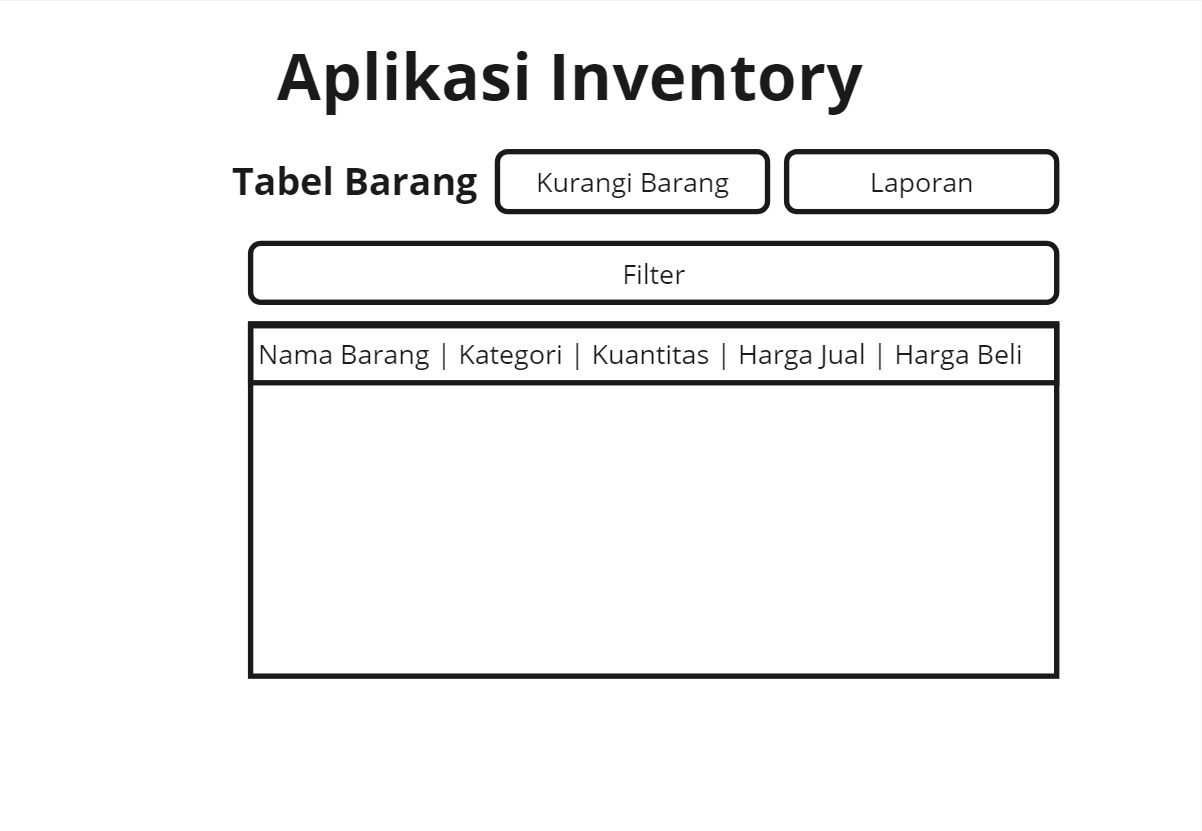 Aplikasi Inventory
Tabel Barang
Kurangi Barang
Laporan
Filter
Nama Barang | Kategori | Kuantitas | Harga Jual | Harga Beli